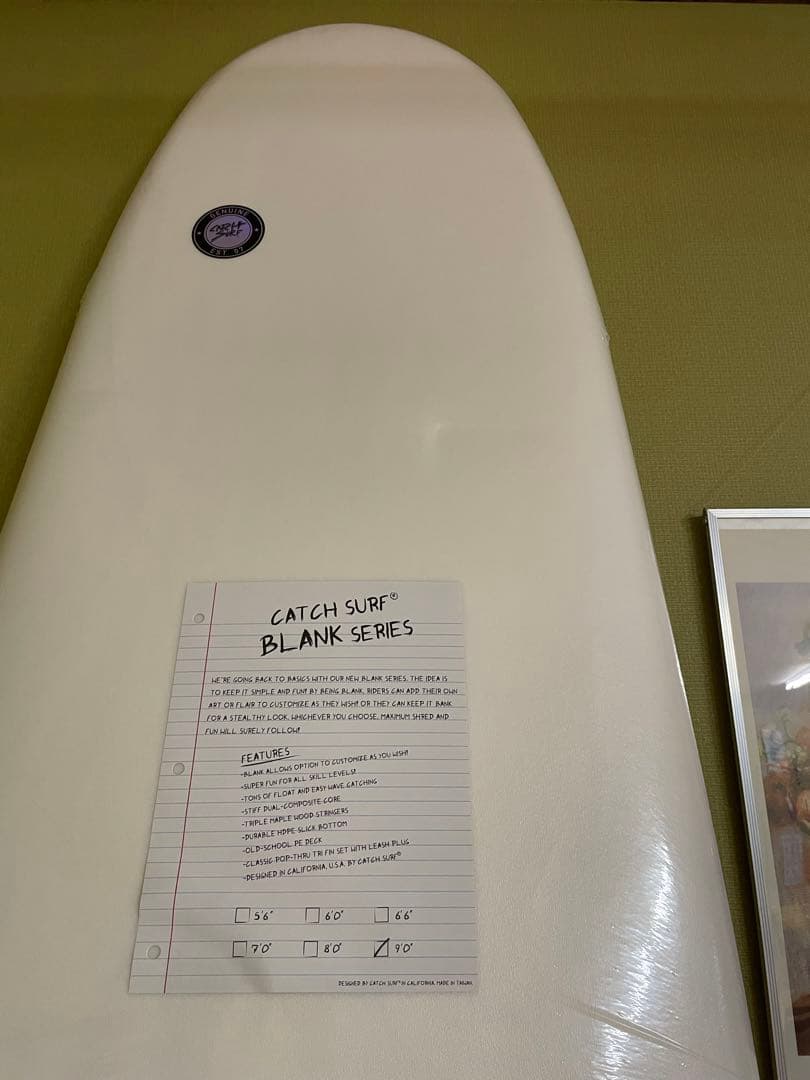 GENUINE
CATCH
SURF
EST. 97
CATCH SURF®
BLANK SERIES
WE'RE GOING BACK TO BASICS WITH OUR NEW BLANK SERIES. THE IDEA IS
TO KEEP IT SIMPLE AND FUN! BY BEING BLANK, RIDERS CAN ADD THEIR OWN
ART OR FLAIR TO CUSTOMIZE AS THEY WISH! OR THEY CAN KEEP IT BANK
FOR A STEALTHY LOOK. WHICHEVER YOU CHOOSE, MAXIMUM SHRED AND
FUN WILL SURELY FOLLOW!
FEATURES
-BLANK ALLOWS OPTION TO CUSTOMIZE AS YOU WISH!
-SUPER FUN FOR ALL SKILL LEVELS!
-TONS OF FLOAT AND EASY WAVE CATCHING
-STIFF DUAL-COMPOSITE CORE
-TRIPLE MAPLE WOOD STRINGERS
-DURABLE HDPE SLICK BOTTOM
-OLD-SCHOOL PE DECK
-CLASSIC POP-THRU TRI FIN SET WITH LEASH PLUG
-DESIGNED IN CALIFORNIA, U.S.A. BY CATCH SURF®
5'6" 6'0" 6'6"
7'0" 8'0" 9'0"
DESIGNED BY CATCH SURF® IN CALIFORNIA. MADE IN TAIWAN.